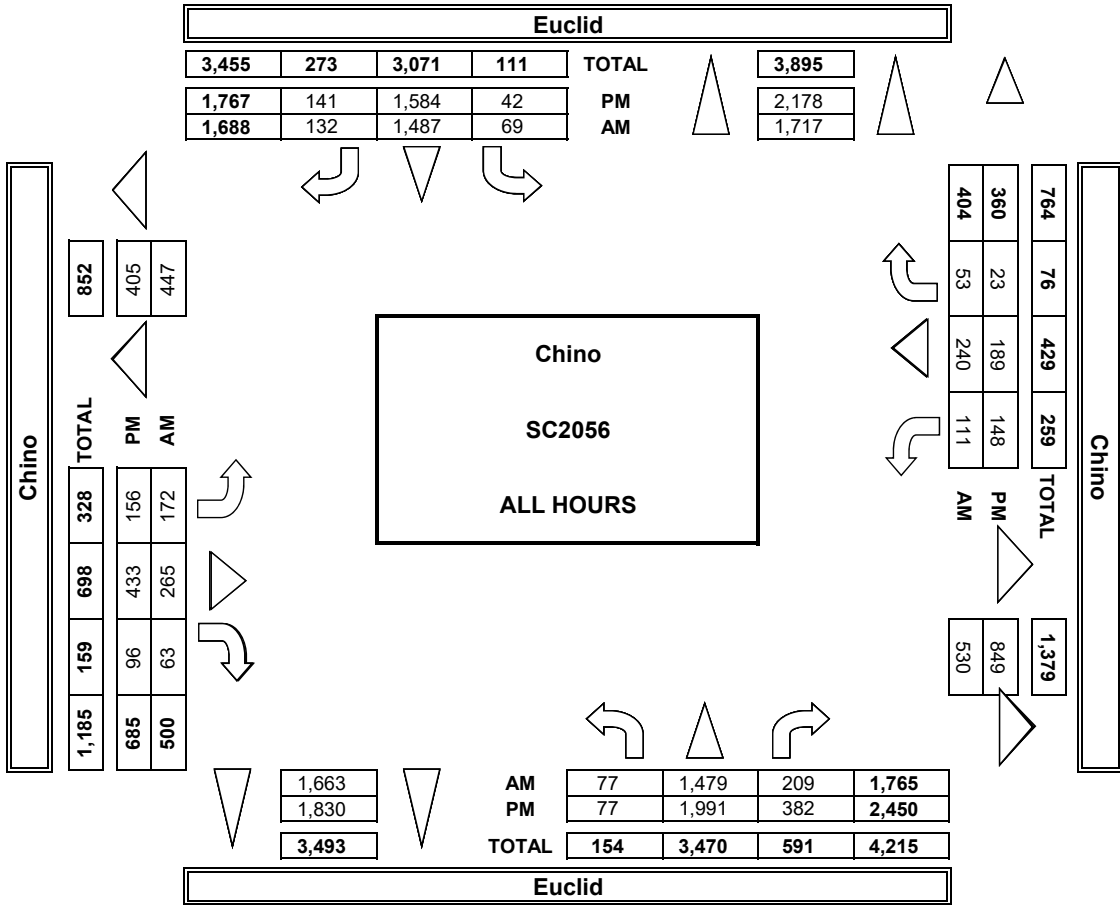 Euclid
3,455 273 3,071 111 TOTAL 3,895
1,767 141 1,584 42 PM 2,178
1,688 132 1,487 69 AM 1,717
Chino
852 405 447
TOTAL PM AM
328 156 172
698 433 265
159 96 63
1,185 685 500
Chino
SC2056
ALL HOURS
404 360 764
53 23 76
240 189 429
111 148 259
AM PM TOTAL
530 849 1,379
Chino
1,663 AM 77 1,479 209 1,765
1,830 PM 77 1,991 382 2,450
3,493 TOTAL 154 3,470 591 4,215
Euclid